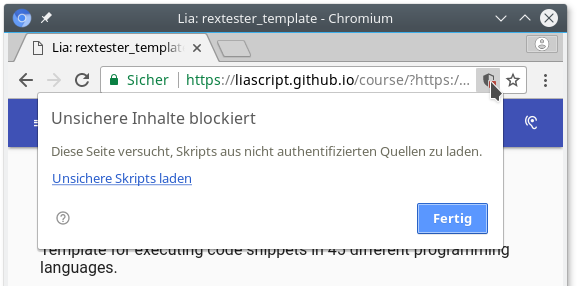 Lia: rextester_template - Chromium
Lia: rextester_templat
Sicher https://liascript.github.io/course/?https:/...
Unsichere Inhalte blockiert
Diese Seite versucht, Skripts aus nicht authentifizierten Quellen zu laden.
Unsichere Skripts laden
Fertig
Template for executing code snippets in 45 different programming
languages.